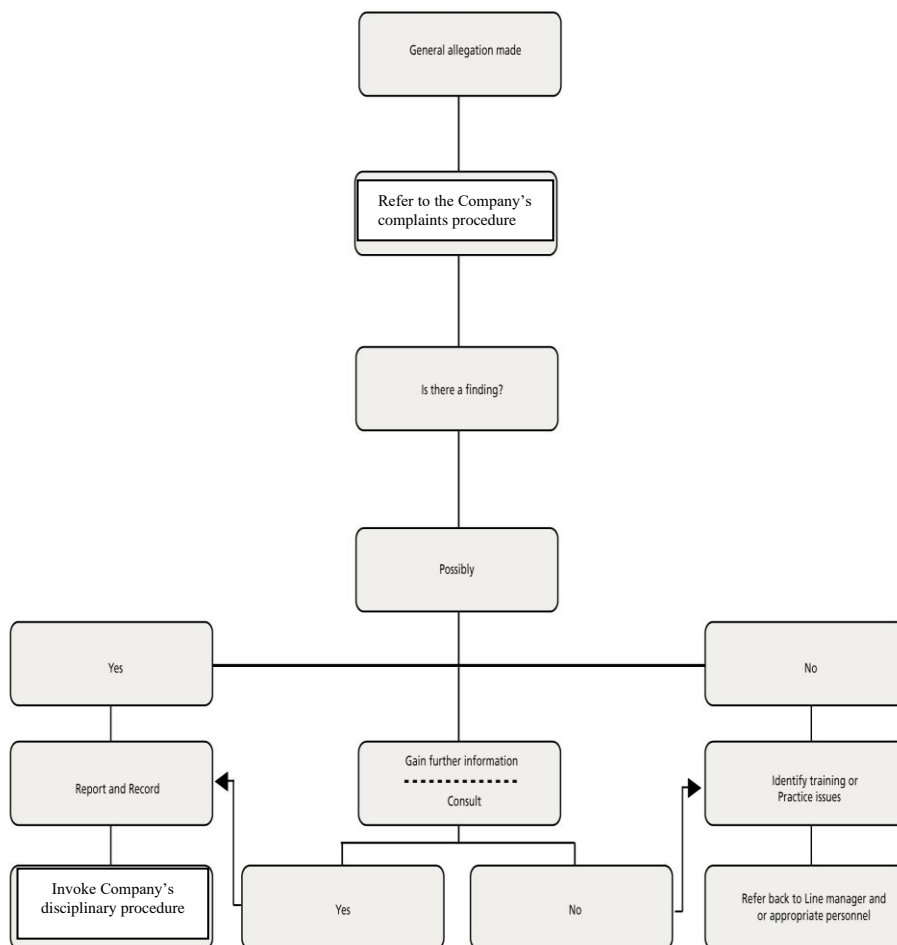 General allegation made
Refer to the Company's
complaints procedure
Is there a finding?
Possibly
Yes
No
Report and Record
Gain further information
Consult
Identify training or
Practice issues
Invoke Company's
disciplinary procedure
Yes
No
Refer back to Line manager and
or appropriate personnel